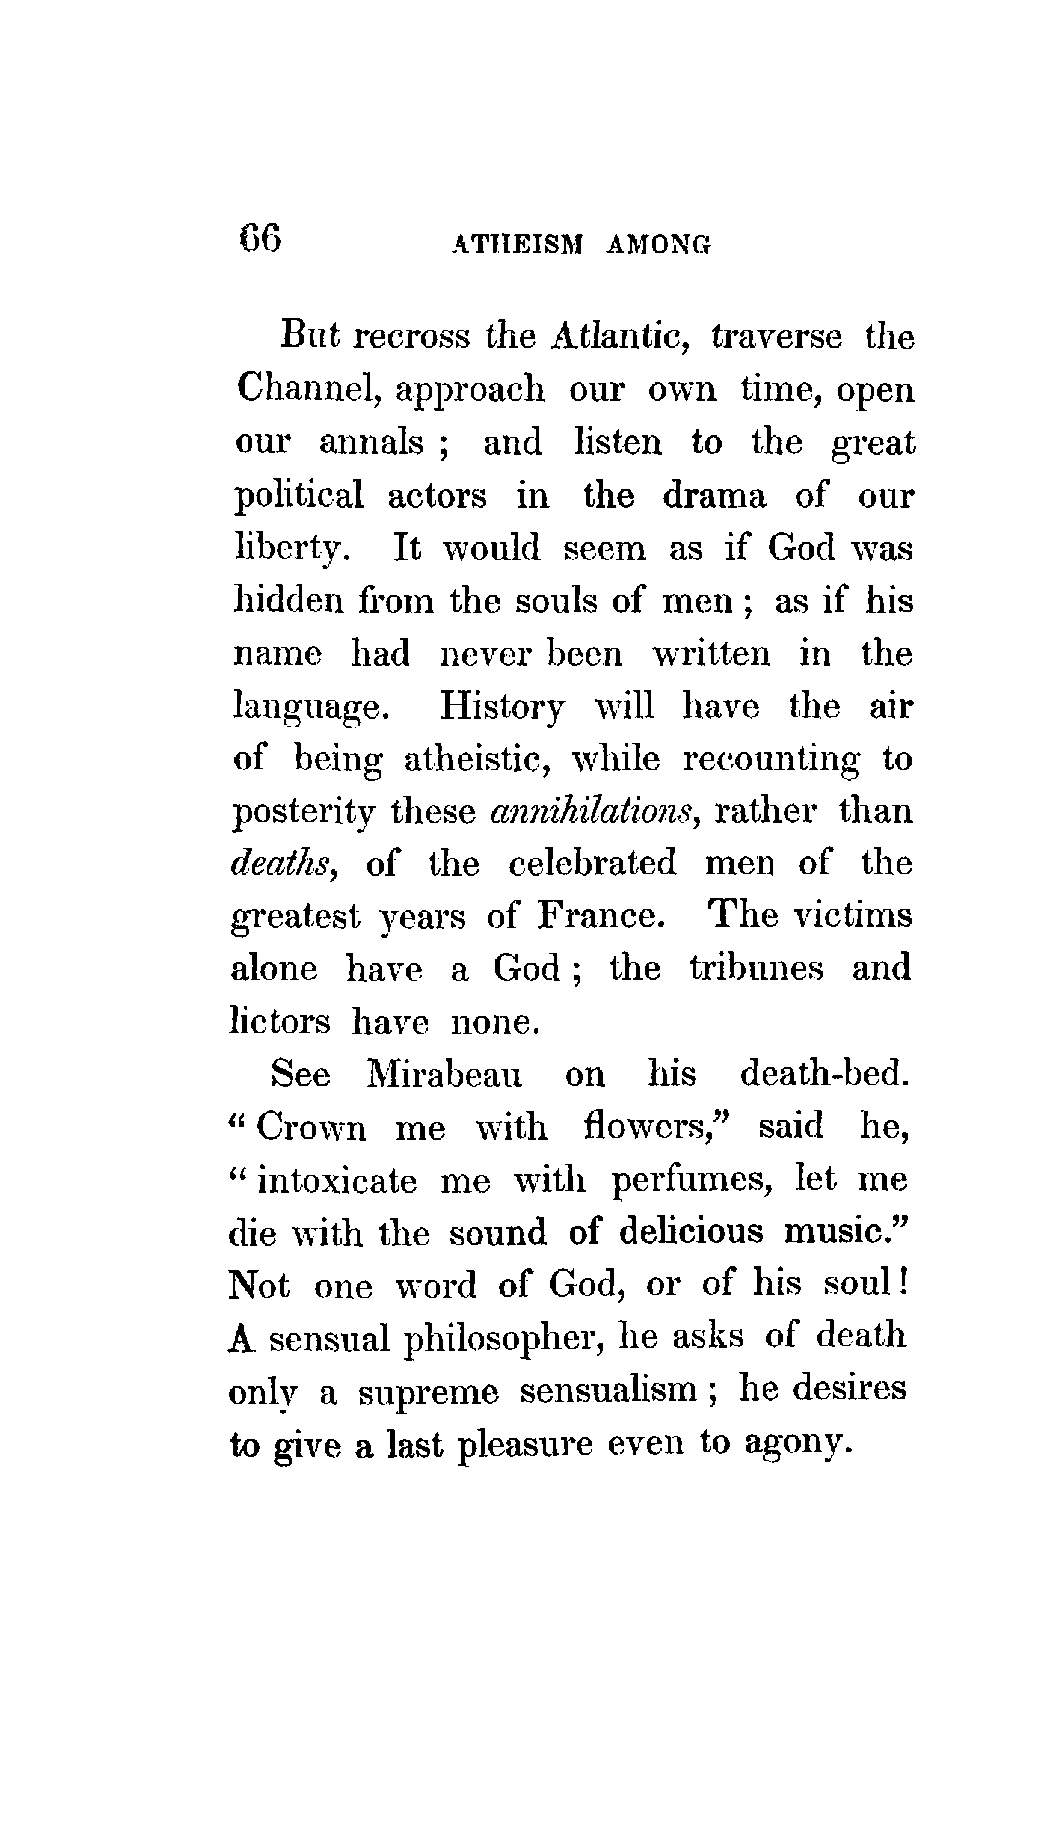 66 ATHEISM AMONG
But recross the Atlantic, traverse the
Channel, approach our own time, open
our annals ; and listen to the great
political actors in the drama of our
liberty. It would seem as if God was
hidden from the souls of men ; as if his
name had never been written in the
language. History will have the air
of being atheistic, while recounting to
posterity these annihilations, rather than
deaths, of the celebrated men of the
greatest years of France. The victims
alone have a God ; the tribunes and
lictors have none.
See Mirabeau on his death-bed.
“ Crown me with flowers,” said he,
“ intoxicate me with perfumes, let me
die with the sound of delicious music.”
Not one word of God, or of his soul !
A sensual philosopher, he asks of death
only a supreme sensualism ; he desires
to give a last pleasure even to agony.